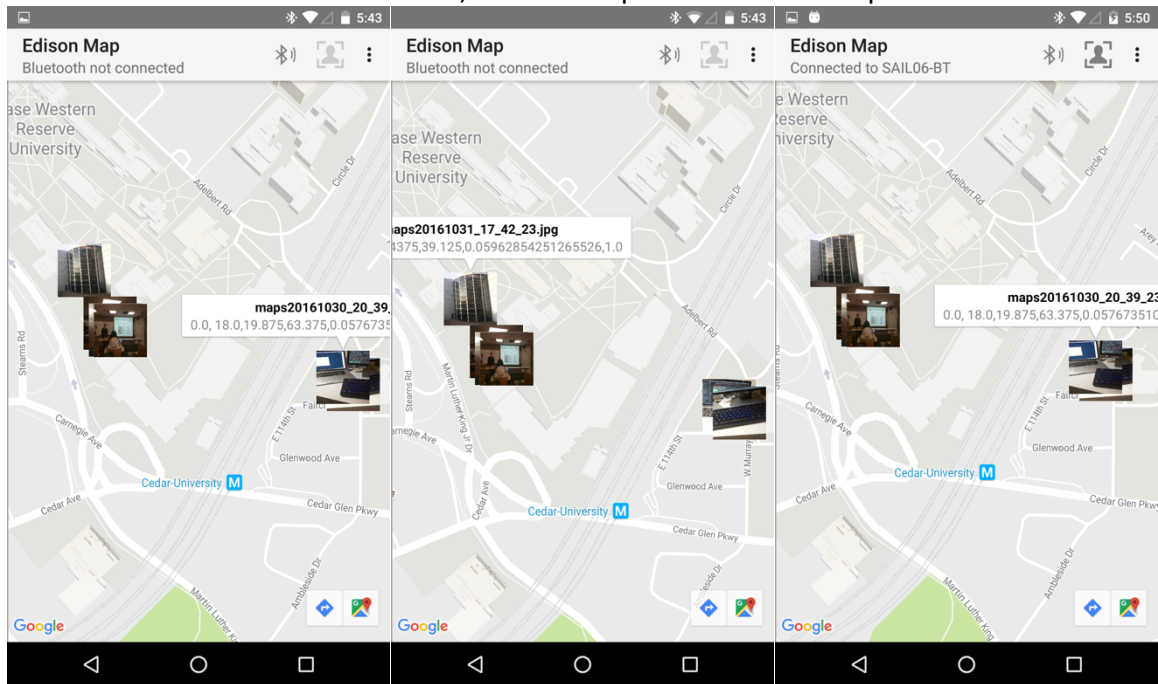 5:43
Edison Map
Bluetooth not connected
ase Western
Reserve
University
Adelbert Rd
Circle Dr
maps20161030_20_39_
0.0, 18.0,19.875,63.375,0.0576735
Stearns Rd
Carnegie Ave
E 114th St
Glenwood Ave
Cedar-University M
Cedar Ave
Cedar Glen Pkwy
Ambleside Dr
Martin Luther K
Google
5:43
Edison Map
Bluetooth not connected
ase Western
Reserve
University
Circle Dr
aps20161031_17_42_23.jpg
4375,39.125,0.05962854251265526,1.0
Adelbert Rd
Stearns Rd
Martin Luther King Jr Dr
rnegie Ave
E 114th St
W Murray
Glenwood Ave
Cedar Ave
Cedar-University M
Cedar Glen Pkwy
Google
5:50
Edison Map
Connected to SAIL06-BT
e Western
Reserve
niversity
Adelbert Rd
Circle Dr
Arey
maps20161030_20_39_23
0.0, 18.0,19.875,63.375,0.057673510
Carnegie Ave
E 114th St
Glenwood Ave
Cedar-University M
Cedar Ave
Cedar Glen Pkwy
Ambleside Dr
Martin Luther King
Google